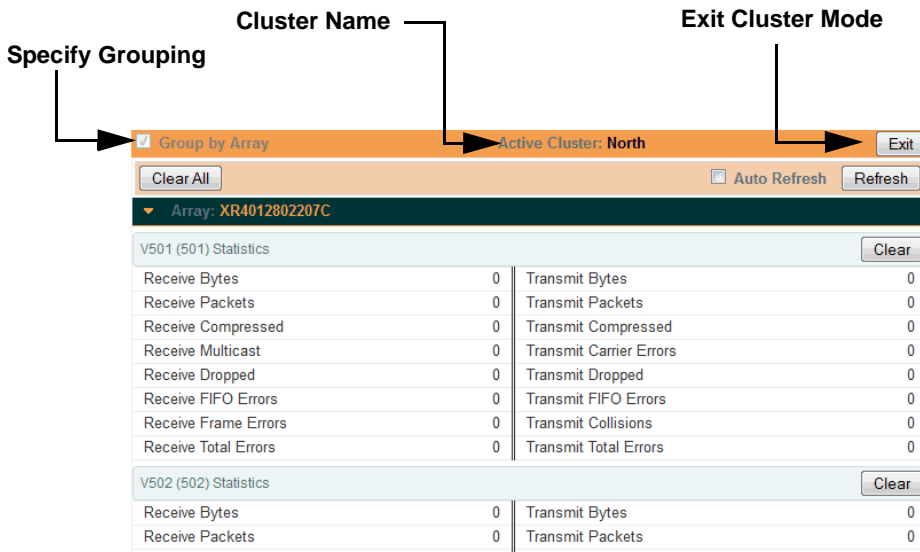 Cluster Name
Exit Cluster Mode
Specify Grouping
Group by Array Active Cluster: North Exit
Clear All Auto Refresh Refresh
Array: XR4012802207C
V501 (501) Statistics Clear
Receive Bytes 0 Transmit Bytes 0
Receive Packets 0 Transmit Packets 0
Receive Compressed 0 Transmit Compressed 0
Receive Multicast 0 Transmit Carrier Errors 0
Receive Dropped 0 Transmit Dropped 0
Receive FIFO Errors 0 Transmit FIFO Errors 0
Receive Frame Errors 0 Transmit Collisions 0
Receive Total Errors 0 Transmit Total Errors 0
V502 (502) Statistics Clear
Receive Bytes 0 Transmit Bytes 0
Receive Packets 0 Transmit Packets 0